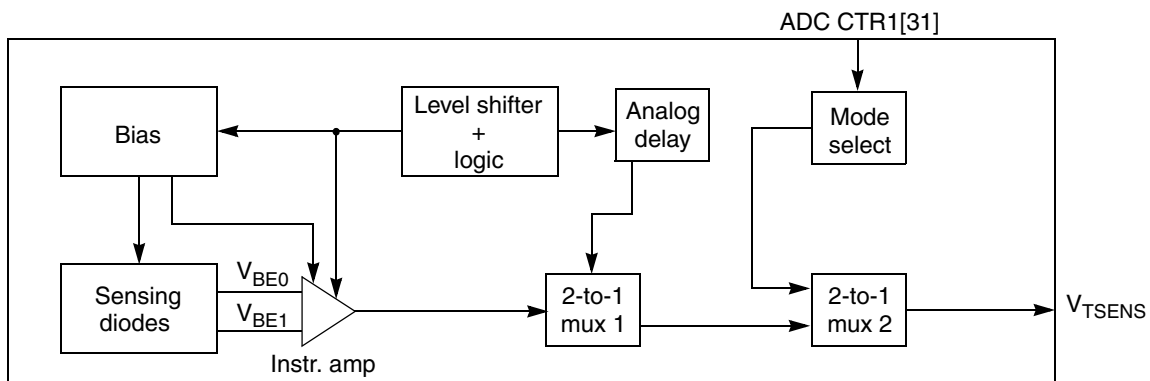 ADC CTR1[31]
Bias
Level shifter
+
logic
Analog
delay
Mode
select
Sensing
diodes
VBE0
VBE1
Instr. amp
2-to-1
mux 1
2-to-1
mux 2
VTSENS